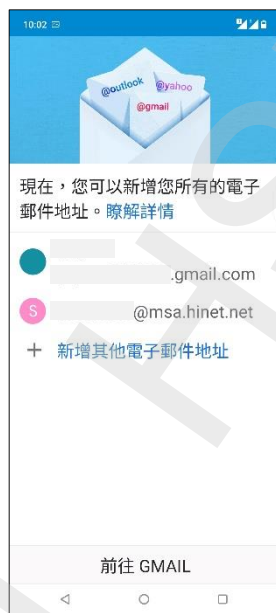 10:02
@outlook
@yahoo
@gmail
現在,您可以新增您所有的電子
郵件地址。瞭解詳情
.gmail.com
S
@msa.hinet.net
+ 新增其他電子郵件地址
前往 GMAIL